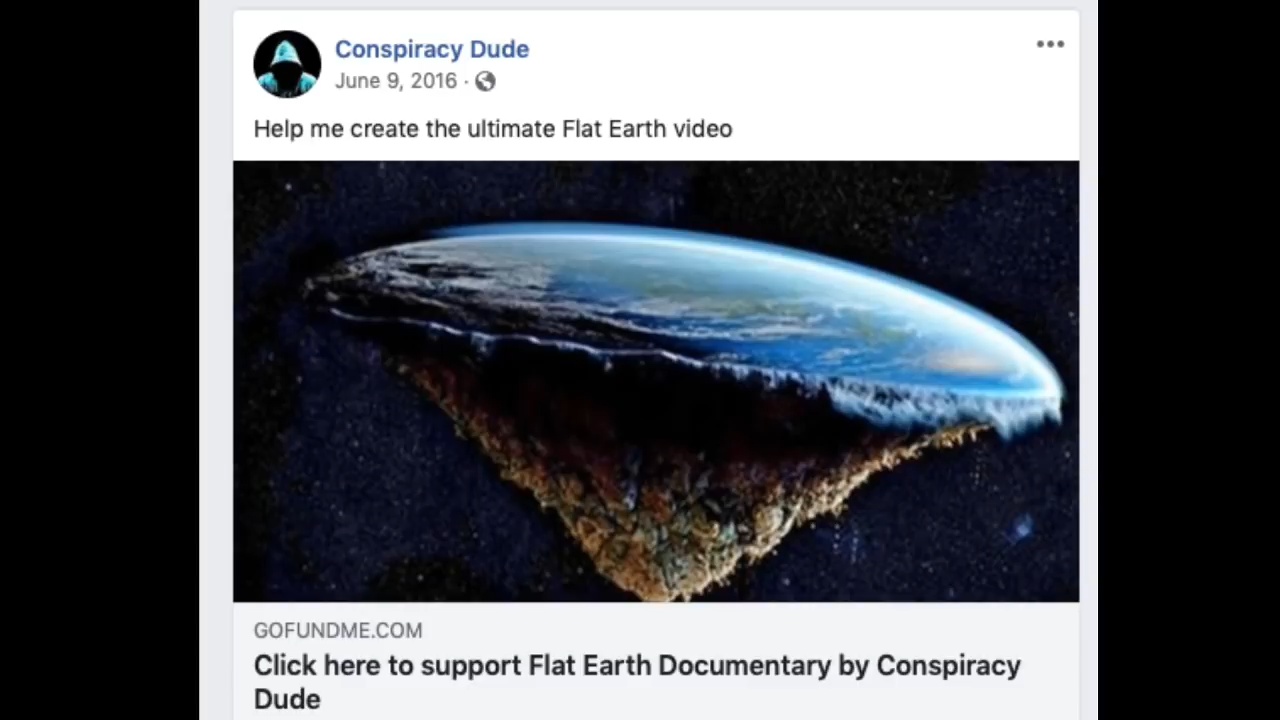 Conspiracy Dude
June 9, 2016 ·
Help me create the ultimate Flat Earth video
GOFUNDME.COM
Click here to support Flat Earth Documentary by Conspiracy
Dude